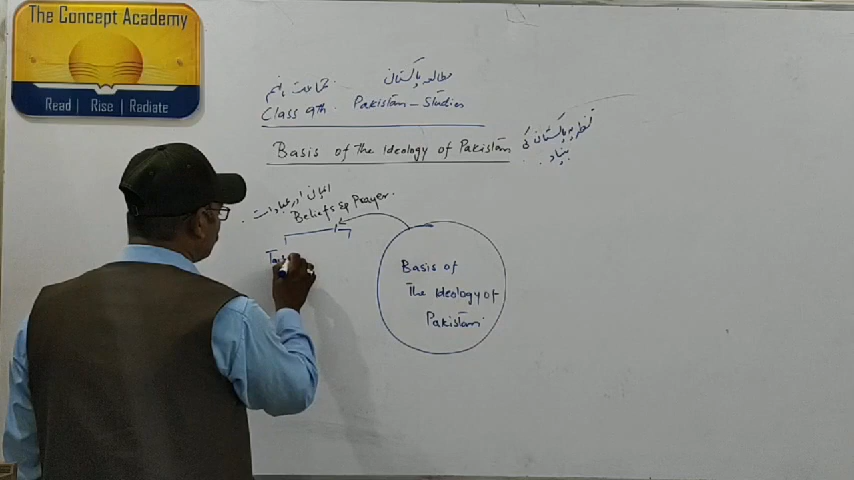 The Concept Academy
Read | Rise | Radiate
مطالعہ پاکستان جماعت نہم
Class 9th. Pakistan-Studies
Basis of The Ideology of Pakistan
نظریہ پاکستان کی
بنیاد
ایمان اور عبادات
Beliefs & Prayer.
Basis of
The Ideology of
Pakistan